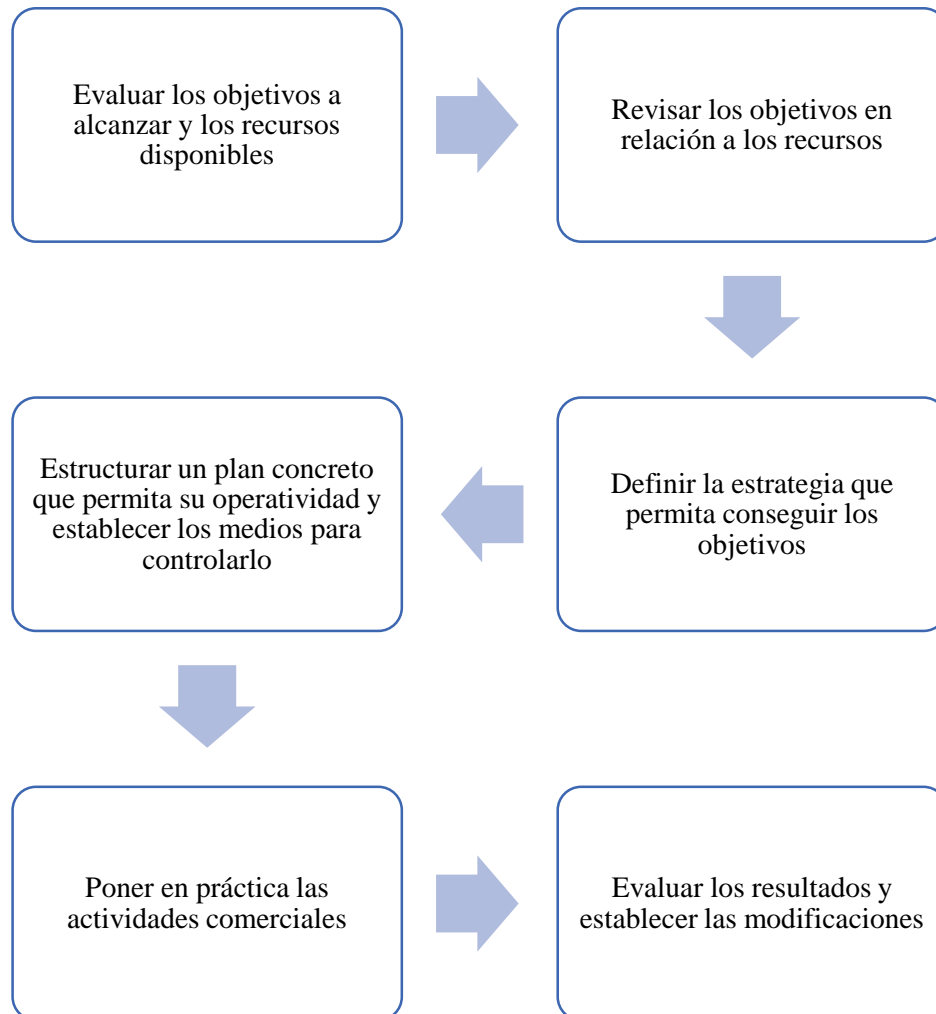 Evaluar los objetivos a
alcanzar y los recursos
disponibles
Revisar los objetivos en
relación a los recursos
Definir la estrategia que
permita conseguir los
objetivos
Estructurar un plan concreto
que permita su operatividad y
establecer los medios para
controlarlo
Poner en práctica las
actividades comerciales
Evaluar los resultados y
establecer las modificaciones